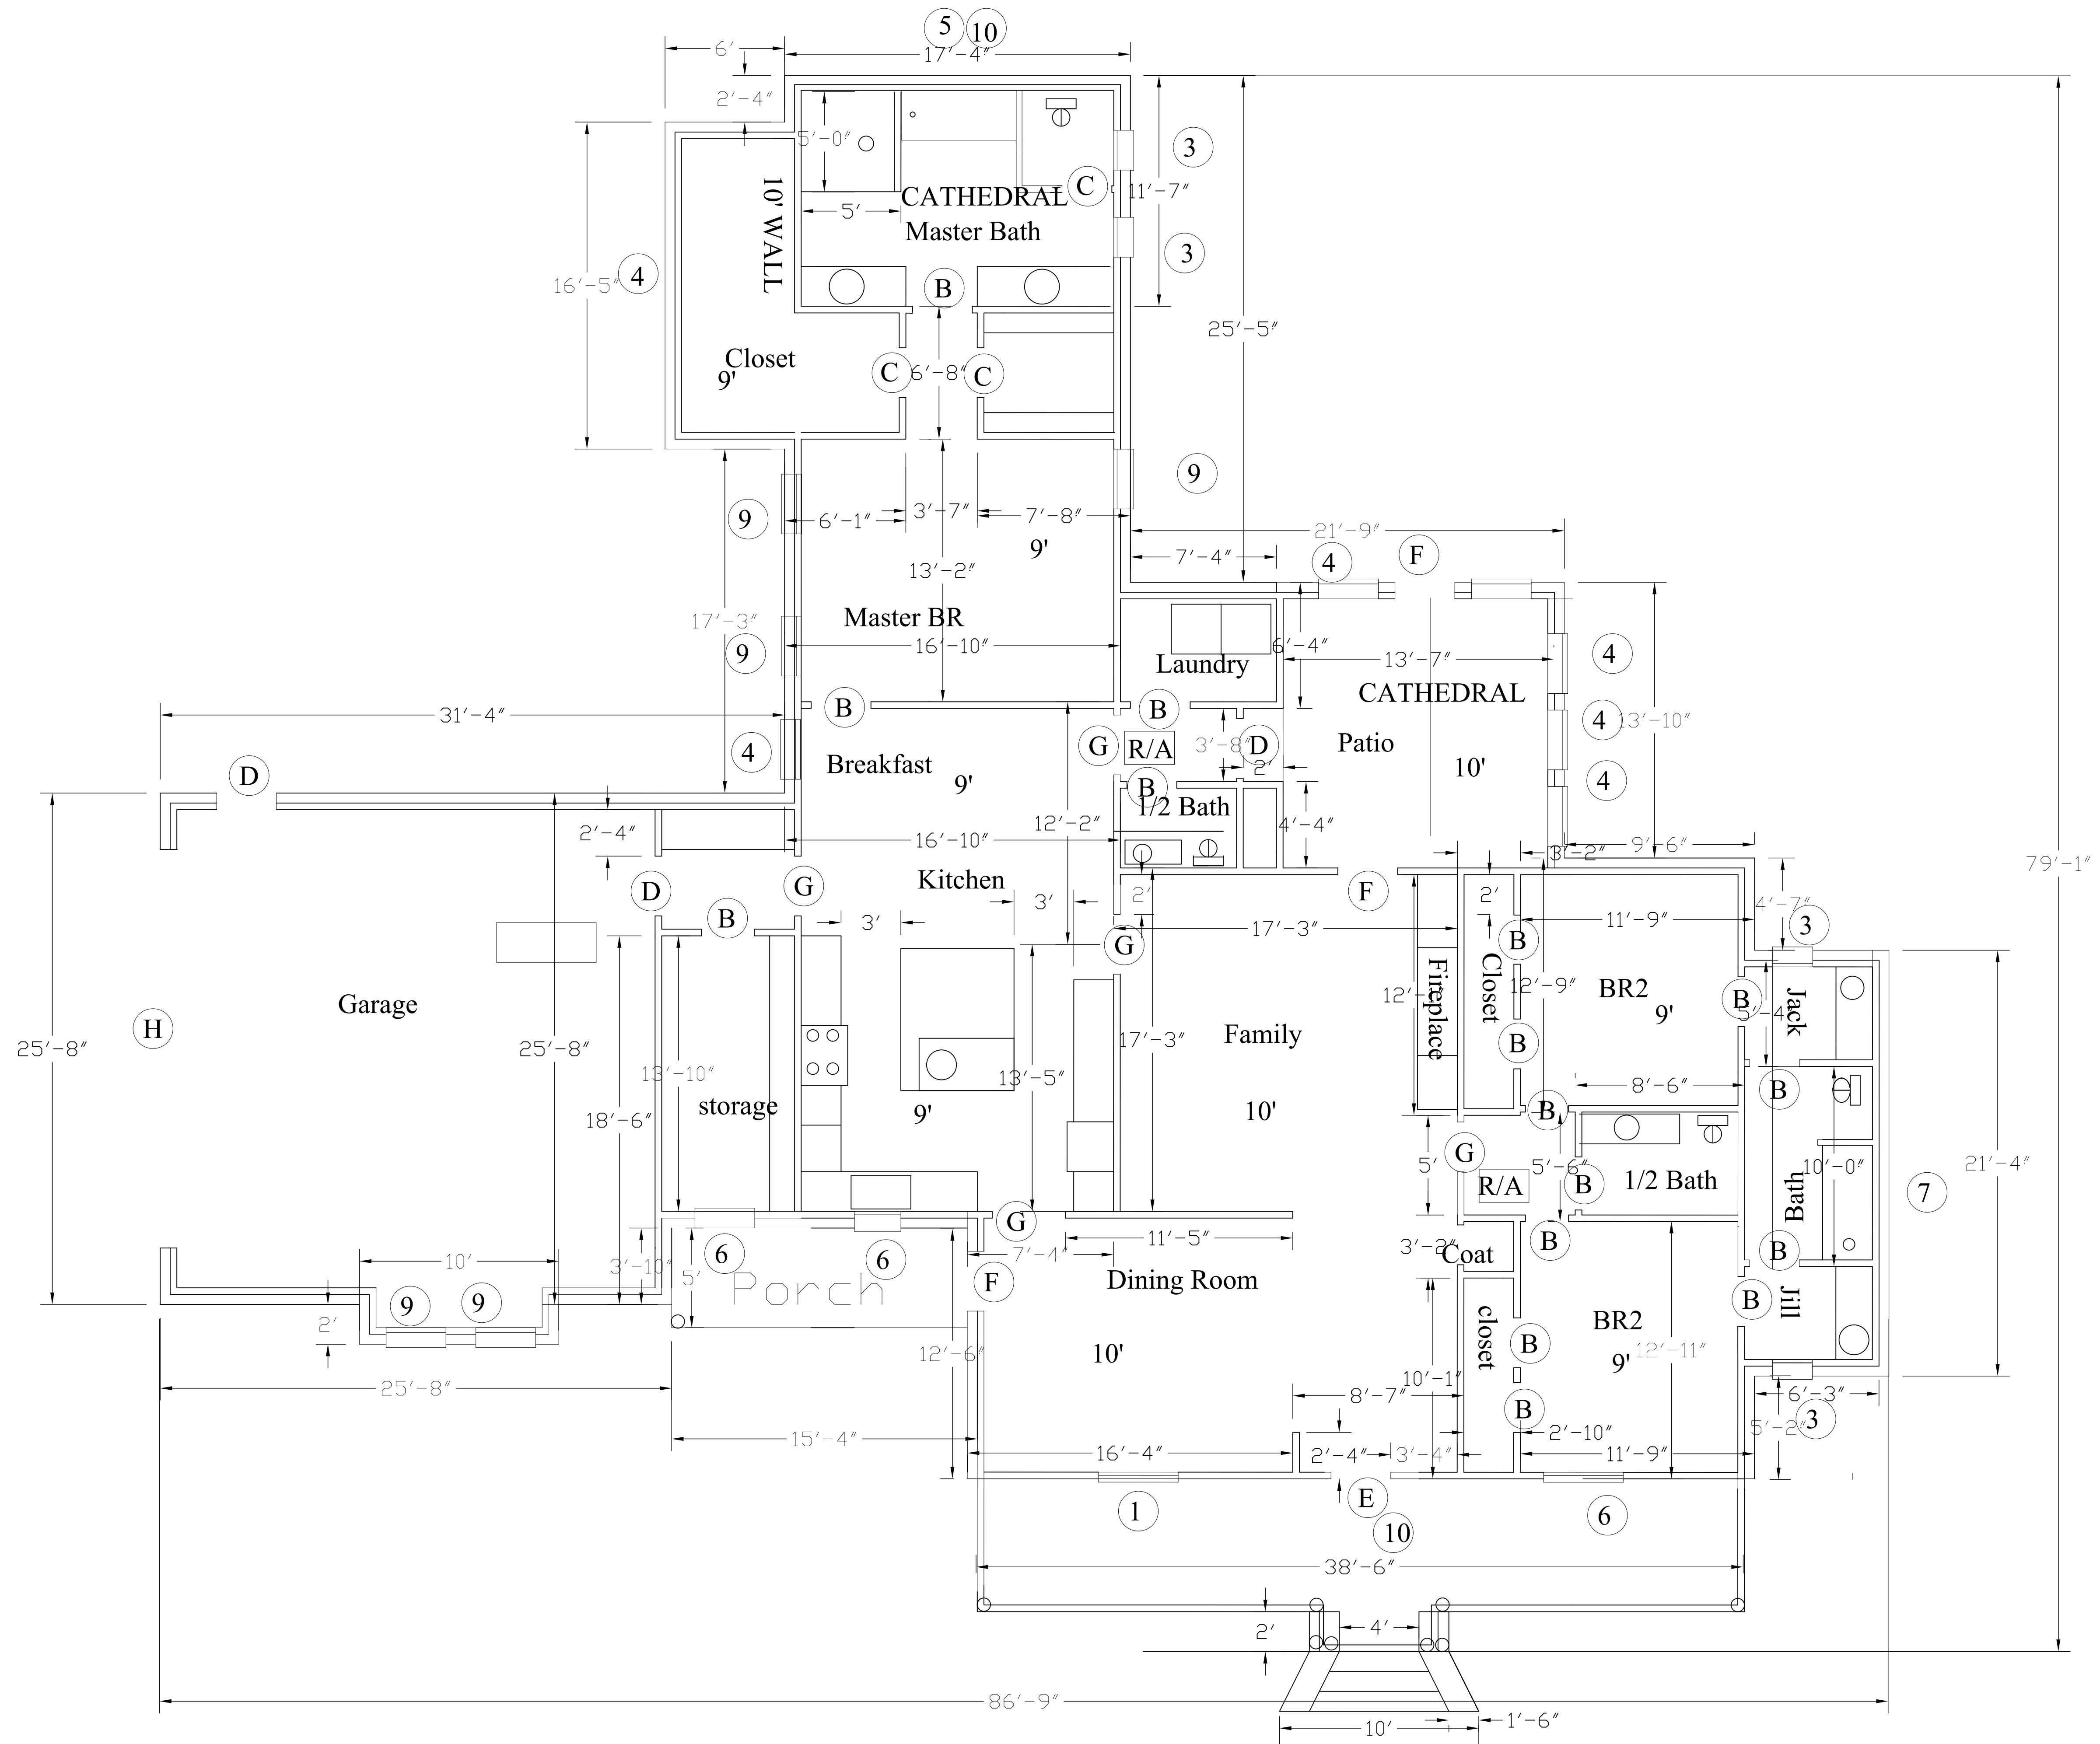 5 10
6' 17'-4"
2'-4"
5'-0"
3
10' WALL
C 11'-7"
CATHEDRAL
5'
Master Bath
3
16'-5" 4
B
25'-5"
Closet
9'
C 6'-8" C
9
9 6'-1" 3'-7" 7'-8"
21'-9"
9'
7'-4" 4 F
13'-2"
17'-3"
Master BR
16'-10" 6'-4"
9 Laundry 13'-7" 4
CATHEDRAL
31'-4" B B
4 13'-10"
G R/A 3'-8" D Patio
4 Breakfast 2' 10'
D 9'
B 4
1/2 Bath
2'-4" 12'-2" 4'-4"
16'-10" 3'-2" 9'-6"
79'-1"
Kitchen
D G 2' F 2'
3' 3' 4'-7"
B 17'-3" 11'-9" 3
G B
Fireplace
Closet
12'-9" BR2
B Jack
Garage 9' 5'-4"
H
25'-8" 25'-8" 17'-3" Family B
13'-10" 13'-5"
8'-6" B
storage 9' 10' B
18'-6"
G 5' 5'-6" 10'-0" 21'-4"
R/A B 1/2 Bath Bath 7
G
7'-4" 11'-5" 3'-2" Coat B B
6 6
10' 3'-10" 5' Porch F Dining Room
9 9 closet Jill B
2' BR2
12'-6" 10' B 9' 12'-11"
25'-8" 8'-7" 10'-1" 6'-3"
B 3
5'-2"
15'-4" 16'-4" 2'-4" 3'-4" 2'-10" 11'-9"
E
1 6
10
38'-6"
2' 4'
86'-9"
10' 1'-6"